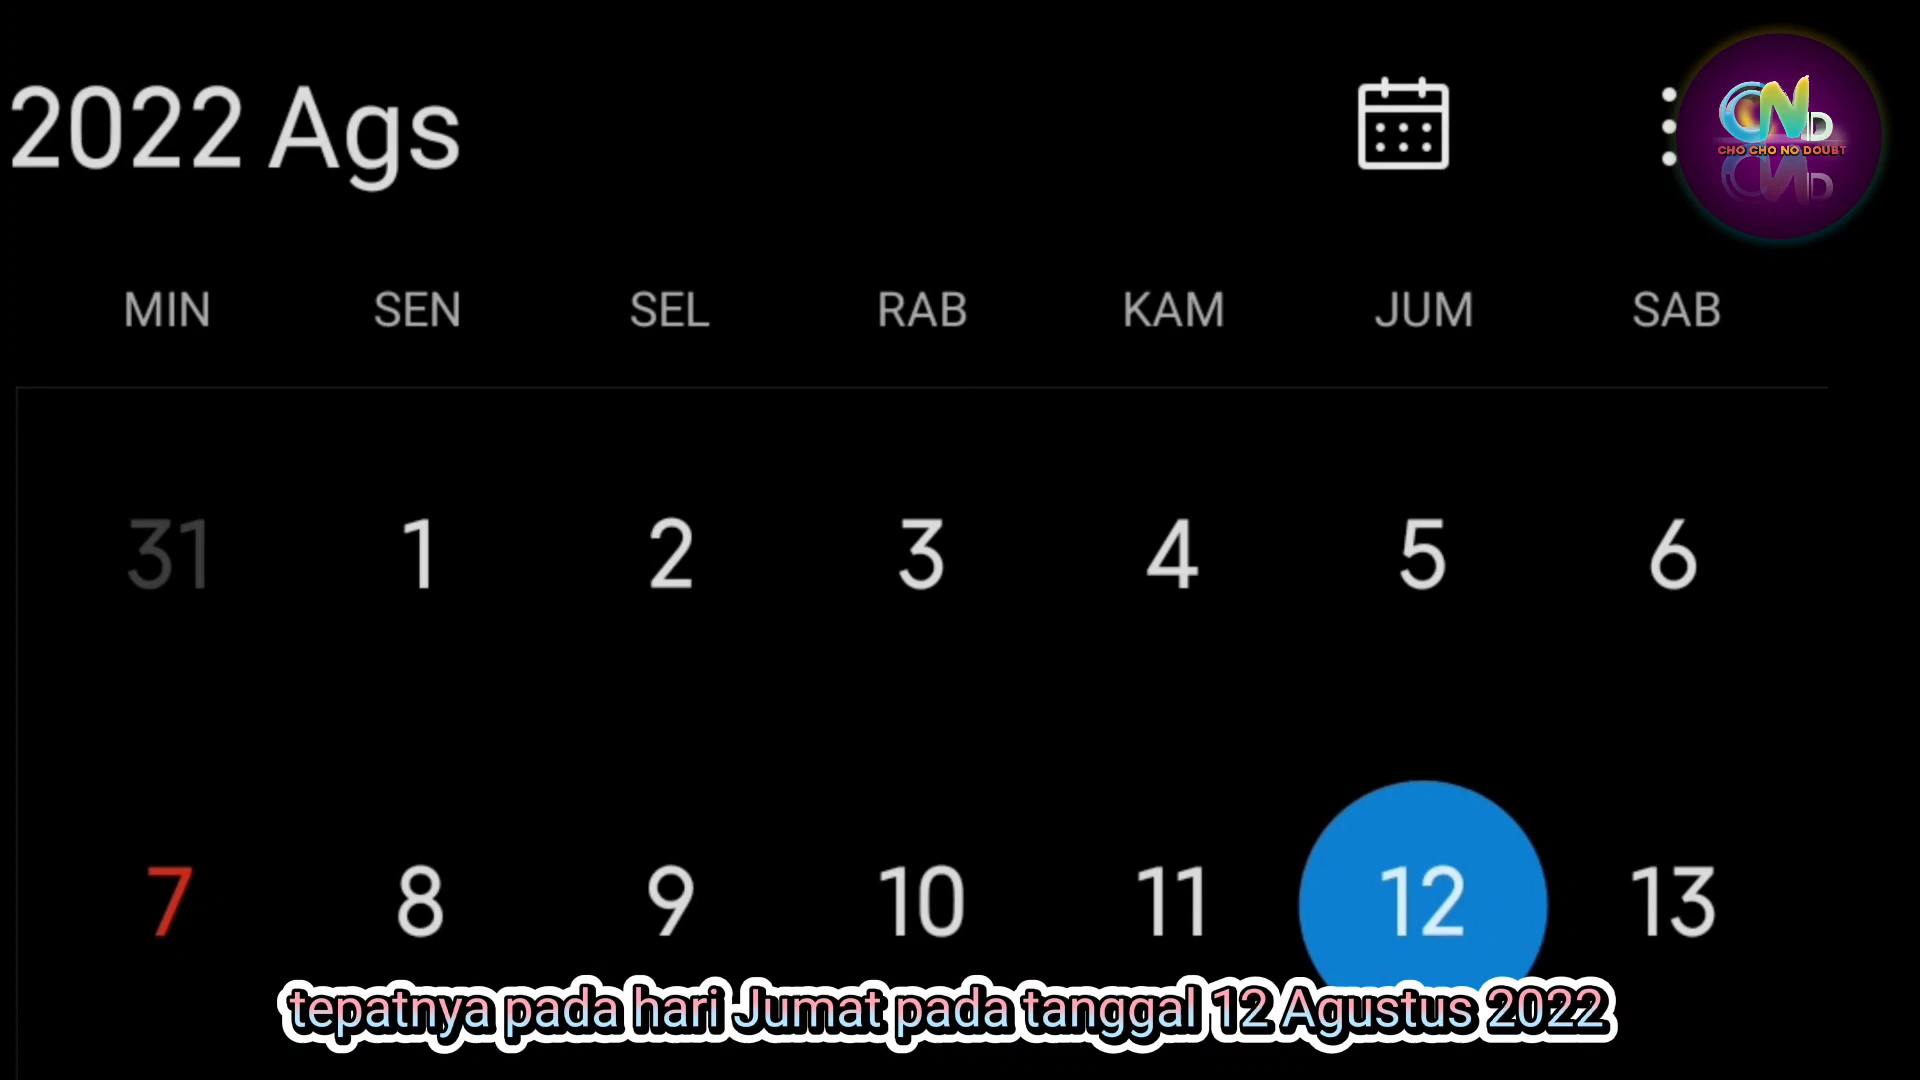 2022 Ags
CND
CHO CHO NO DOUBT
MIN SEN SEL RAB KAM JUM SAB
31 1 2 3 4 5 6
7 8 9 10 11 12 13
tepatnya pada hari Jumat pada tanggal 12 Agustus 2022